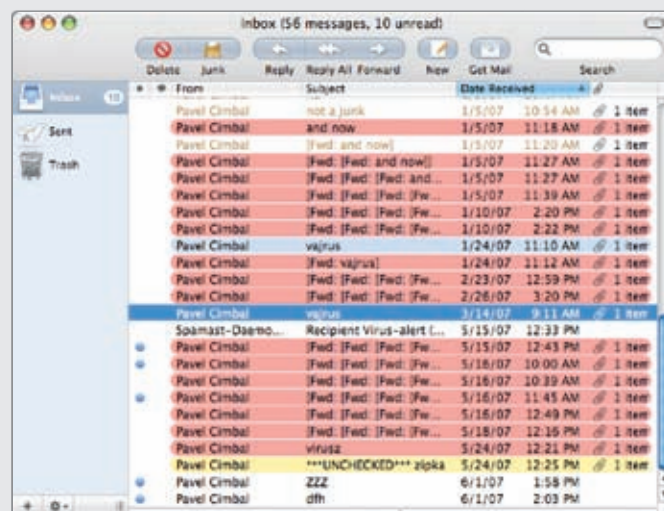 Inbox (56 messages, 10 unread)
Delete Junk Reply Reply All Forward New Get Mail Search
Inbox 10
Sent
Trash
From Subject Date Received
Pavel Cimbal not a junk 1/5/07 10:54 AM 1 item
Pavel Cimbal and now 1/5/07 11:18 AM 1 item
Pavel Cimbal [Fwd: and now] 1/5/07 11:20 AM 1 item
Pavel Cimbal [Fwd: [Fwd: and now]] 1/5/07 11:27 AM 1 item
Pavel Cimbal [Fwd: [Fwd: [Fwd: and... 1/5/07 11:27 AM 1 item
Pavel Cimbal [Fwd: [Fwd: [Fwd: [Fw... 1/5/07 11:39 AM 1 item
Pavel Cimbal [Fwd: [Fwd: [Fwd: [Fw... 1/10/07 2:20 PM 1 item
Pavel Cimbal [Fwd: [Fwd: [Fwd: [Fw... 1/10/07 2:22 PM 1 item
Pavel Cimbal vajrus 1/24/07 11:10 AM 1 item
Pavel Cimbal [Fwd: vajrus] 1/24/07 11:12 AM 1 item
Pavel Cimbal [Fwd: [Fwd: [Fwd: [Fw... 2/23/07 12:59 PM 1 item
Pavel Cimbal [Fwd: [Fwd: [Fwd: [Fw... 2/26/07 3:20 PM 1 item
Pavel Cimbal vajrus 3/14/07 9:11 AM 1 item
Spamast-Daemo... Recipient Virus-alert (... 5/15/07 12:33 PM
Pavel Cimbal [Fwd: [Fwd: [Fwd: [Fw... 5/15/07 12:43 PM 1 item
Pavel Cimbal [Fwd: [Fwd: [Fwd: [Fw... 5/16/07 10:00 AM 1 item
Pavel Cimbal [Fwd: [Fwd: [Fwd: [Fw... 5/16/07 10:39 AM 1 item
Pavel Cimbal [Fwd: [Fwd: [Fwd: [Fw... 5/16/07 11:45 AM 1 item
Pavel Cimbal [Fwd: [Fwd: [Fwd: [Fw... 5/16/07 12:49 PM 1 item
Pavel Cimbal [Fwd: [Fwd: [Fwd: [Fw... 5/18/07 12:16 PM 1 item
Pavel Cimbal virusz 5/24/07 12:21 PM 1 item
Pavel Cimbal ***UNCHECKED*** zipka 5/24/07 12:25 PM 1 item
Pavel Cimbal ZZZ 6/1/07 1:58 PM
Pavel Cimbal dfh 6/1/07 2:03 PM